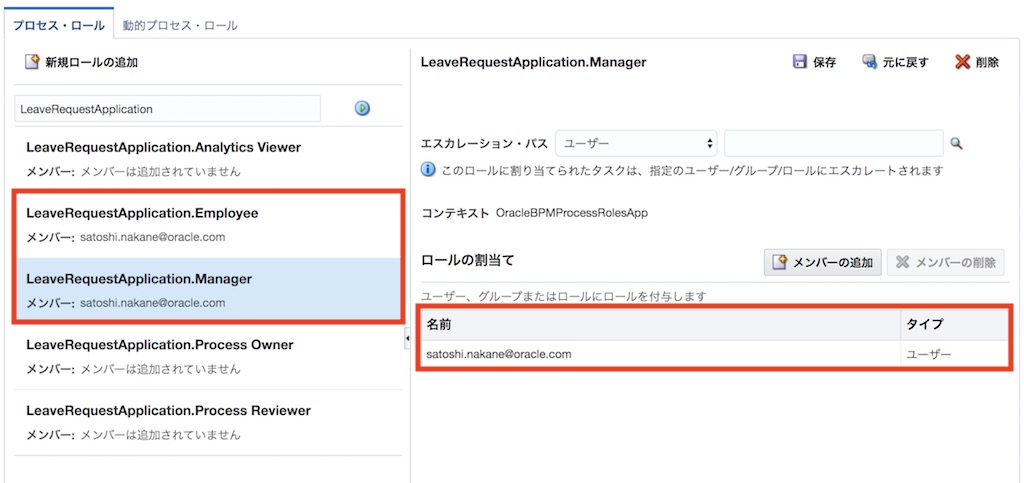 プロセス・ロール 動的プロセス・ロール
新規ロールの追加
LeaveRequestApplication
LeaveRequestApplication.Analytics Viewer
メンバー: メンバーは追加されていません
LeaveRequestApplication.Employee
メンバー: satoshi.nakane@oracle.com
LeaveRequestApplication.Manager
メンバー: satoshi.nakane@oracle.com
LeaveRequestApplication.Process Owner
メンバー: メンバーは追加されていません
LeaveRequestApplication.Process Reviewer
メンバー: メンバーは追加されていません
LeaveRequestApplication.Manager 保存 元に戻す 削除
エスカレーション・パス ユーザー
このロールに割り当てられたタスクは、指定のユーザー/グループ/ロールにエスカレートされます
コンテキスト OracleBPMProcessRolesApp
ロールの割当て メンバーの追加 メンバーの削除
ユーザー、グループまたはロールにロールを付与します
名前 タイプ
satoshi.nakane@oracle.com ユーザー